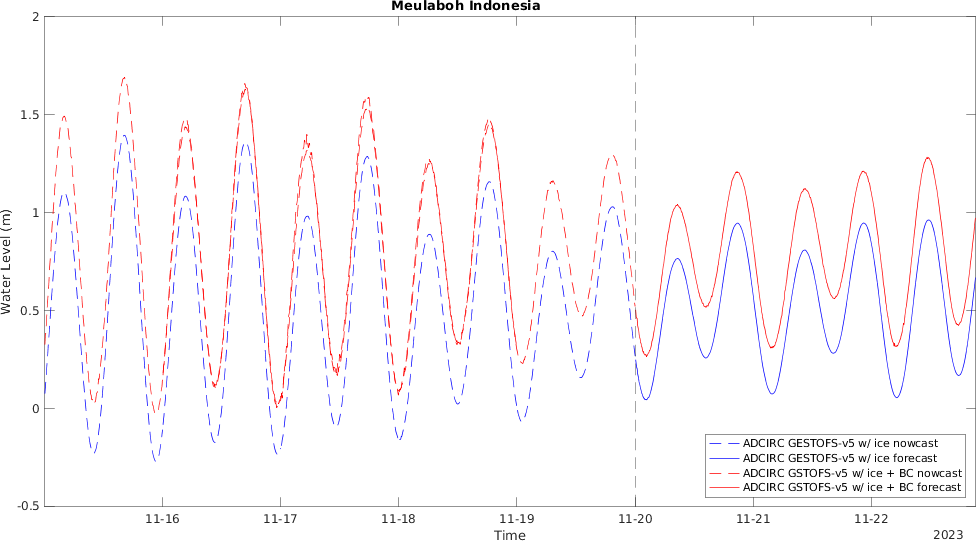 Meulaboh Indonesia
2
1.5
1
0.5
0
-0.5
Water Level (m)
11-16
11-17
11-18
11-19
11-20
11-21
11-22
Time
2023
ADCIRC GESTOFS-v5 w/ ice nowcast
ADCIRC GESTOFS-v5 w/ ice forecast
ADCIRC GSTOFS-v5 w/ ice + BC nowcast
ADCIRC GSTOFS-v5 w/ ice + BC forecast